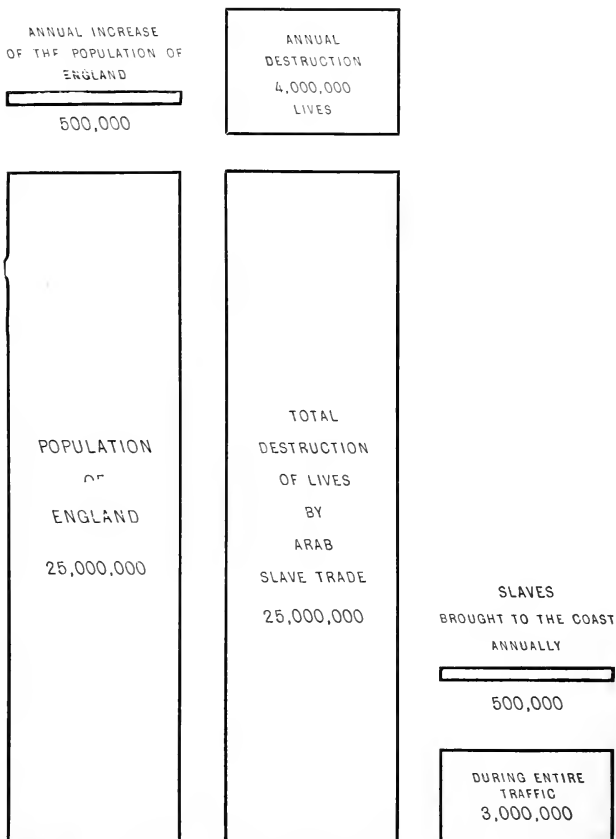 ANNUAL INCREASE
OF THE POPULATION OF
ENGLAND
500,000
ANNUAL
DESTRUCTION
4,000,000
LIVES
POPULATION
OF
ENGLAND
25,000,000
TOTAL
DESTRUCTION
OF LIVES
BY
ARAB
SLAVE TRADE
25,000,000
SLAVES
BROUGHT TO THE COAST
ANNUALLY
500,000
DURING ENTIRE
TRAFFIC
3,000,000